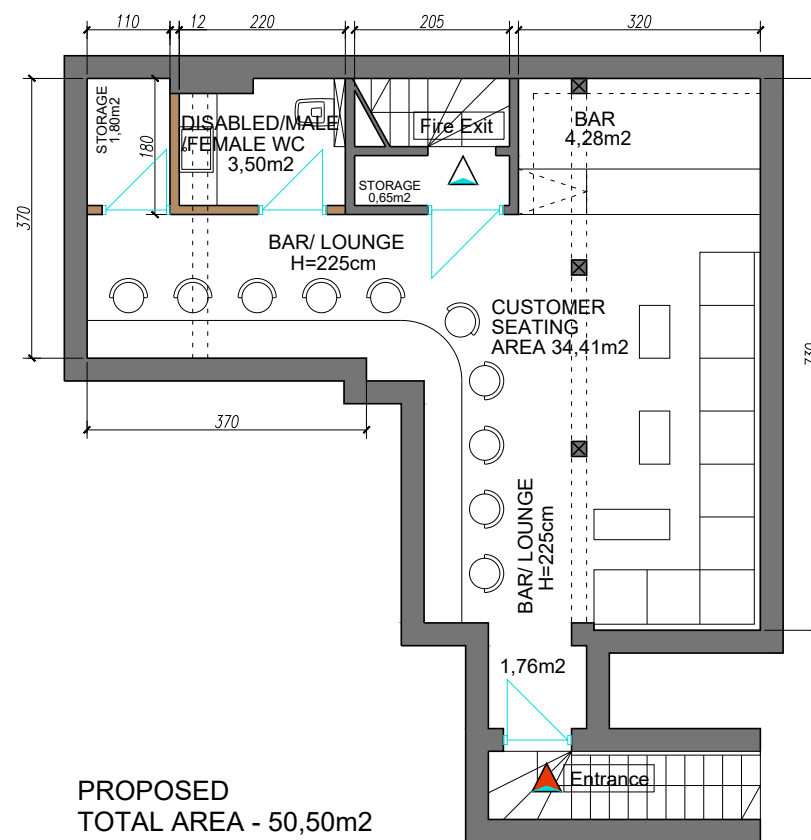 110 12 220 205 320
STORAGE
1,80m2
180
DISABLED/MALE
/FEMALE WC
3,50m2
Fire Exit
BAR
4,28m2
STORAGE
0,65m2
370
BAR/ LOUNGE
H=225cm
CUSTOMER
SEATING
AREA 34,41m2
730
370
BAR/ LOUNGE
H=225cm
1,76m2
Entrance
PROPOSED
TOTAL AREA - 50,50m2